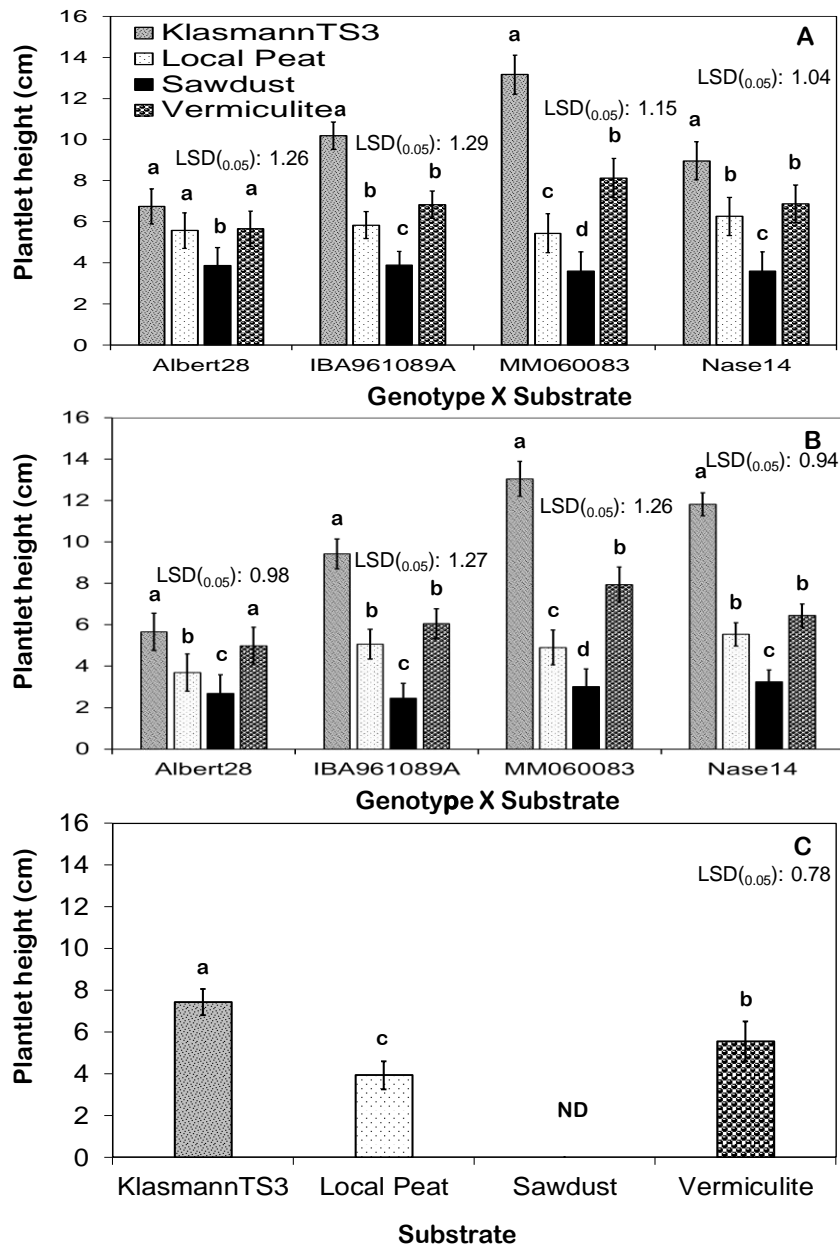 16
14
12
10
8
6
4
2
0
Plantlet height (cm)
KlasmannTS3
Local Peat
Sawdust
Vermiculite
A
LSD(0.05): 1.26
LSD(0.05): 1.29
LSD(0.05): 1.15
LSD(0.05): 1.04
a a b a
a b c b
a c d b
a b c b
Albert28 IBA961089A MM060083 Nase14
Genotype X Substrate
16
14
12
10
8
6
4
2
0
Plantlet height (cm)
B
LSD(0.05): 0.98
LSD(0.05): 1.27
LSD(0.05): 1.26
LSD(0.05): 0.94
a b c a
a b c b
a c d b
a b c b
Albert28 IBA961089A MM060083 Nase14
Genotype X Substrate
16
14
12
10
8
6
4
2
0
Plantlet height (cm)
C
LSD(0.05): 0.78
a c ND b
KlasmannTS3 Local Peat Sawdust Vermiculite
Substrate